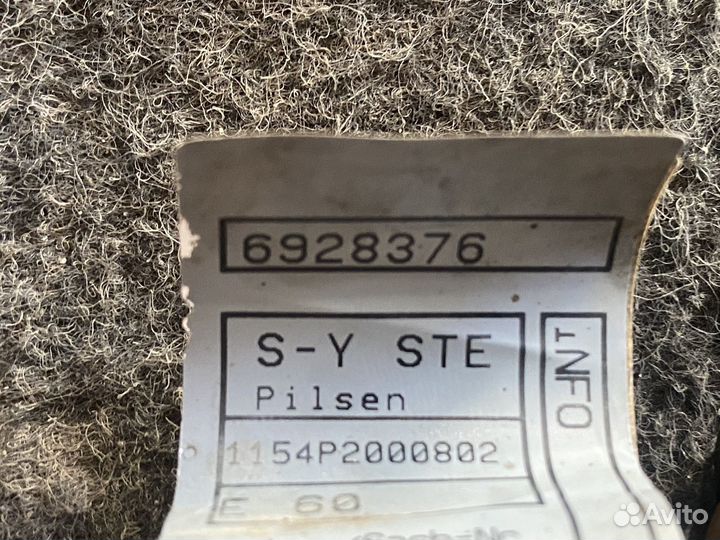 6928376
S-Y STE
Pilsen
INFO
1154P2000802
E 60
Avito